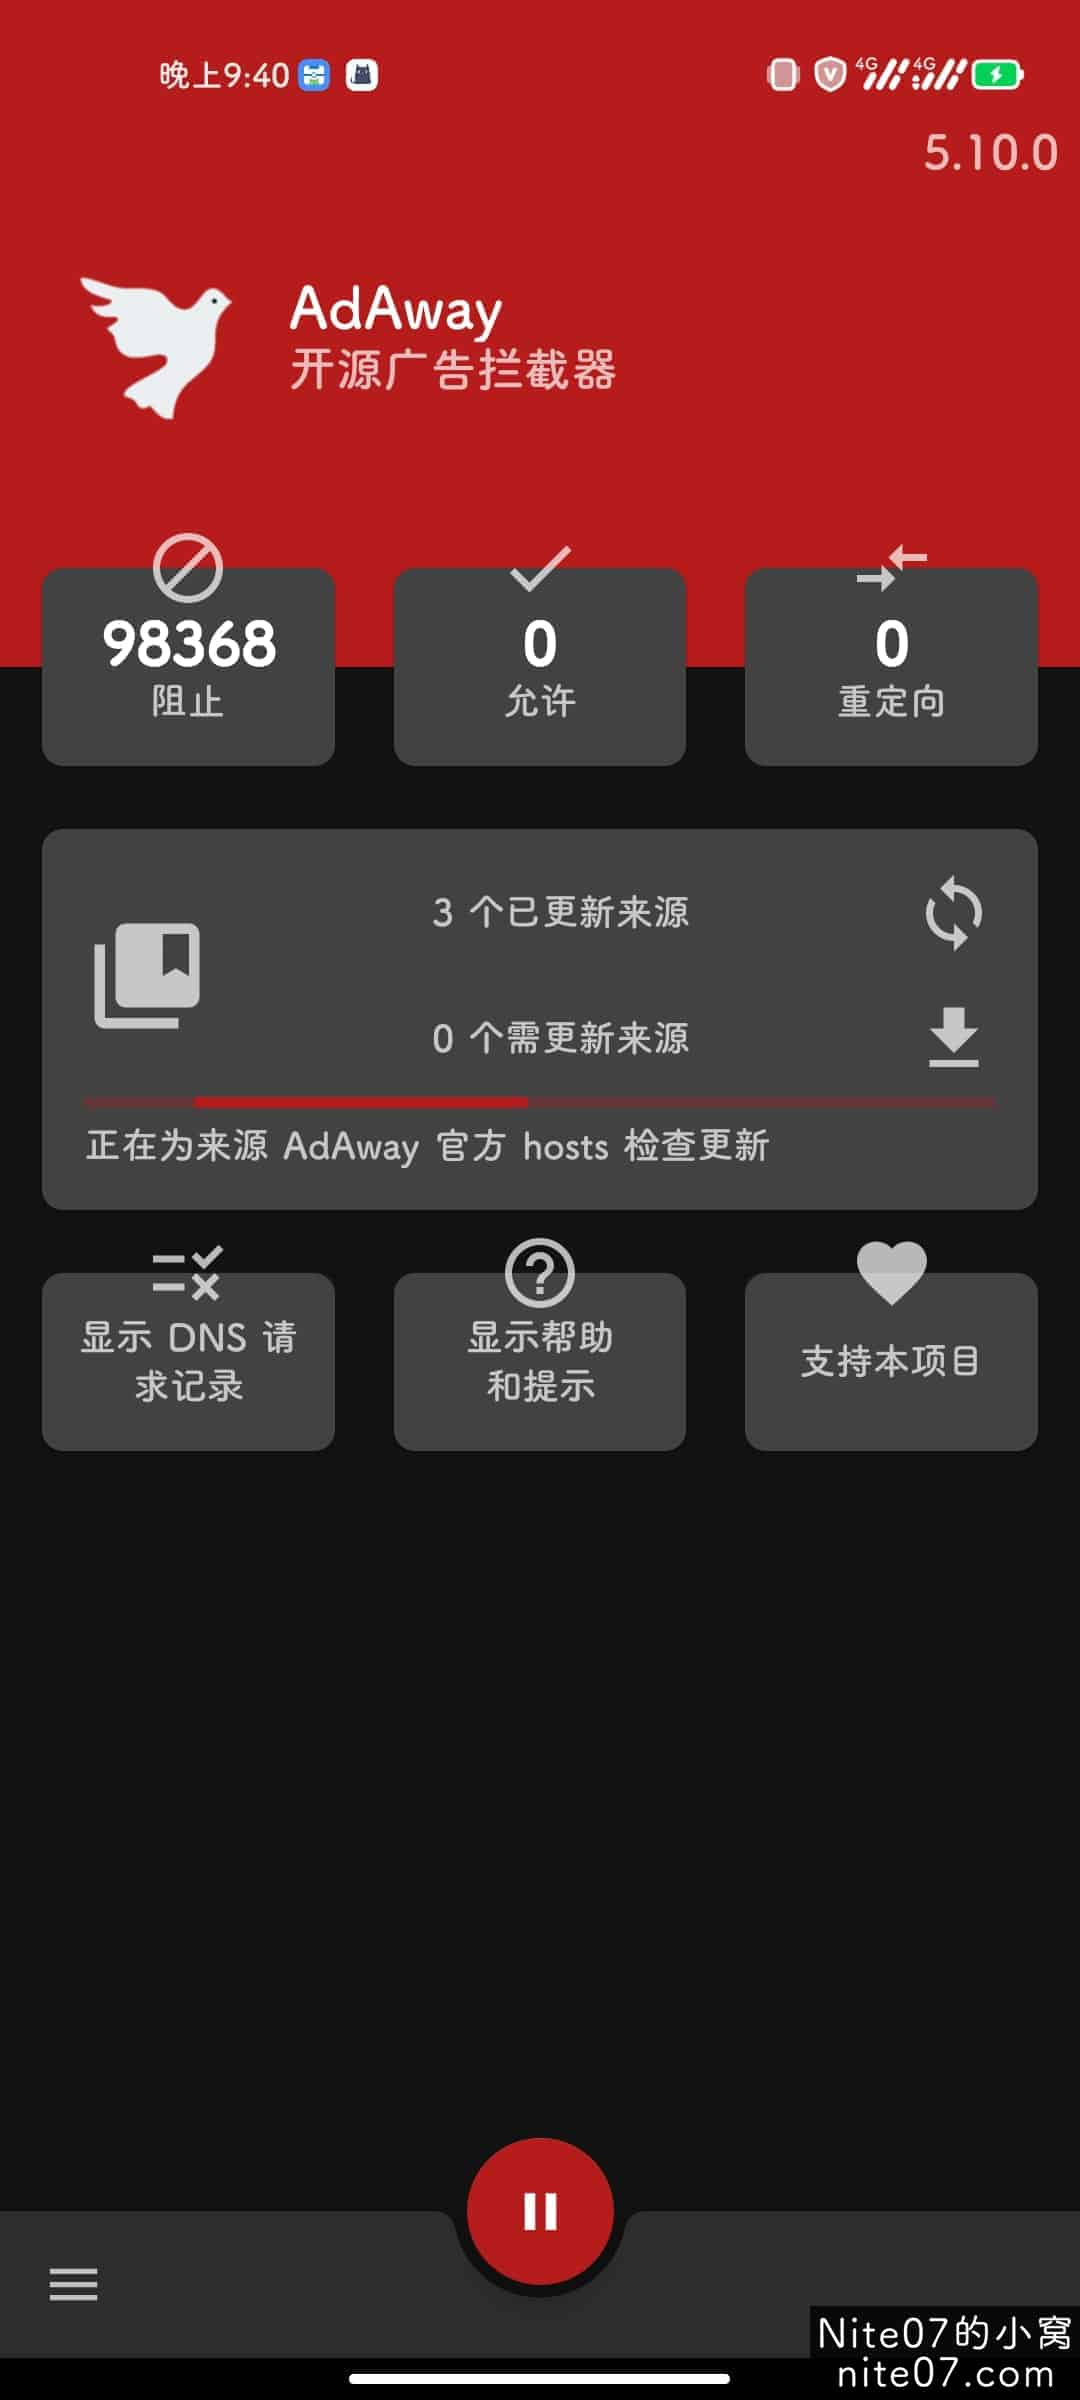 晚上9:40
4G 4G
5.10.0
AdAway
开源广告拦截器
98368
阻止
0
允许
0
重定向
3 个已更新来源
0 个需更新来源
正在为来源 AdAway 官方 hosts 检查更新
显示 DNS 请
求记录
显示帮助
和提示
支持本项目
Nite07的小窝
nite07.com